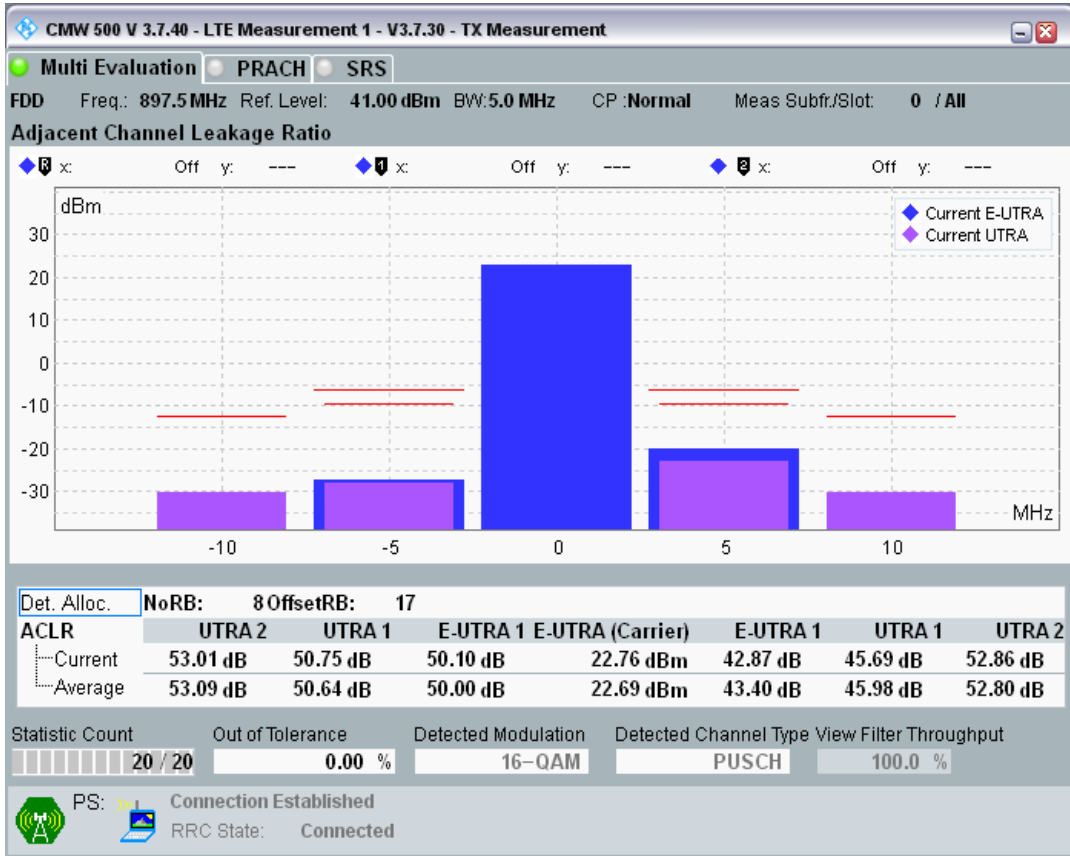 CMW 500 V 3.7.40 - LTE Measurement 1 - V3.7.30 - TX Measurement
Multi Evaluation PRACH SRS
FDD Freq.: 897.5 MHz Ref. Level: 41.00 dBm BW: 5.0 MHz CP : Normal Meas Subfr./Slot: 0 / All
Adjacent Channel Leakage Ratio
R x: Off y: --- 1 x: Off y: --- 2 x: Off y: ---
dBm
Current E-UTRA
Current UTRA
30
20
10
0
-10
-20
-30
MHz
-10 -5 0 5 10
Det. Alloc. NoRB: 8 OffsetRB: 17
ACLR UTRA 2 UTRA 1 E-UTRA 1 E-UTRA (Carrier) E-UTRA 1 UTRA 1 UTRA 2
Current 53.01 dB 50.75 dB 50.10 dB 22.76 dBm 42.87 dB 45.69 dB 52.86 dB
Average 53.09 dB 50.64 dB 50.00 dB 22.69 dBm 43.40 dB 45.98 dB 52.80 dB
Statistic Count Out of Tolerance Detected Modulation Detected Channel Type View Filter Throughput
20 / 20 0.00 % 16-QAM PUSCH 100.0 %
PS: Connection Established
RRC State: Connected